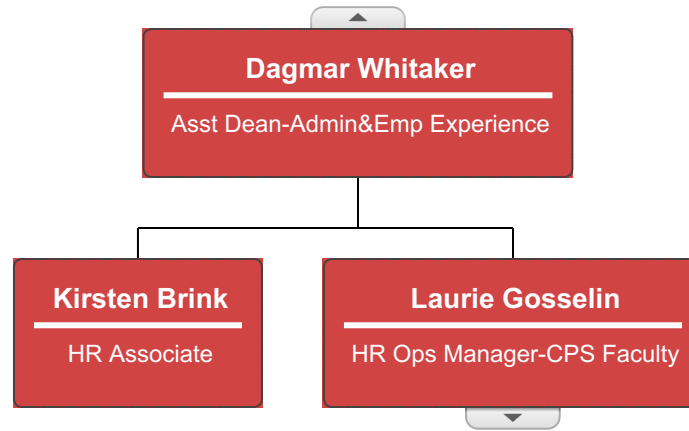 Dagmar Whitaker
Asst Dean-Admin&Emp Experience
Kirsten Brink
HR Associate
Laurie Gosselin
HR Ops Manager-CPS Faculty